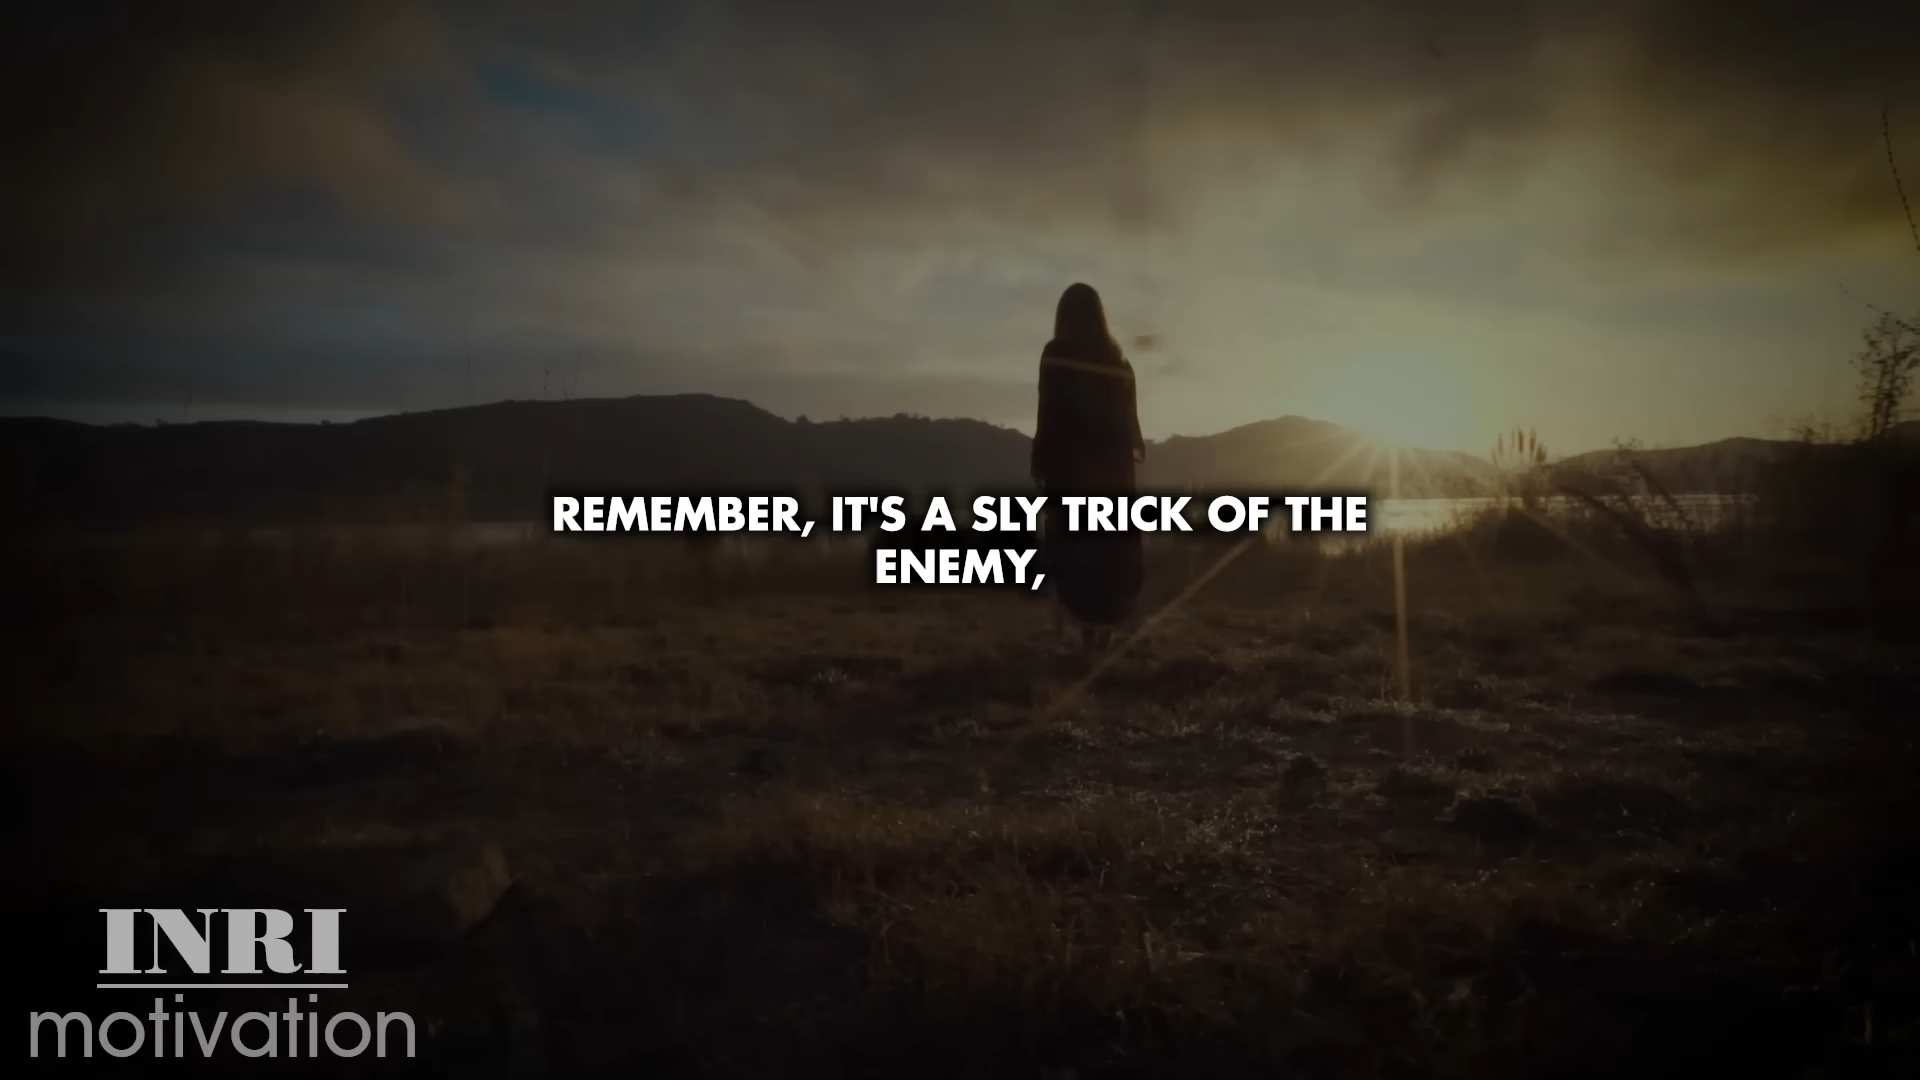 REMEMBER, IT'S A SLY TRICK OF THE
ENEMY,
INRI
motivation